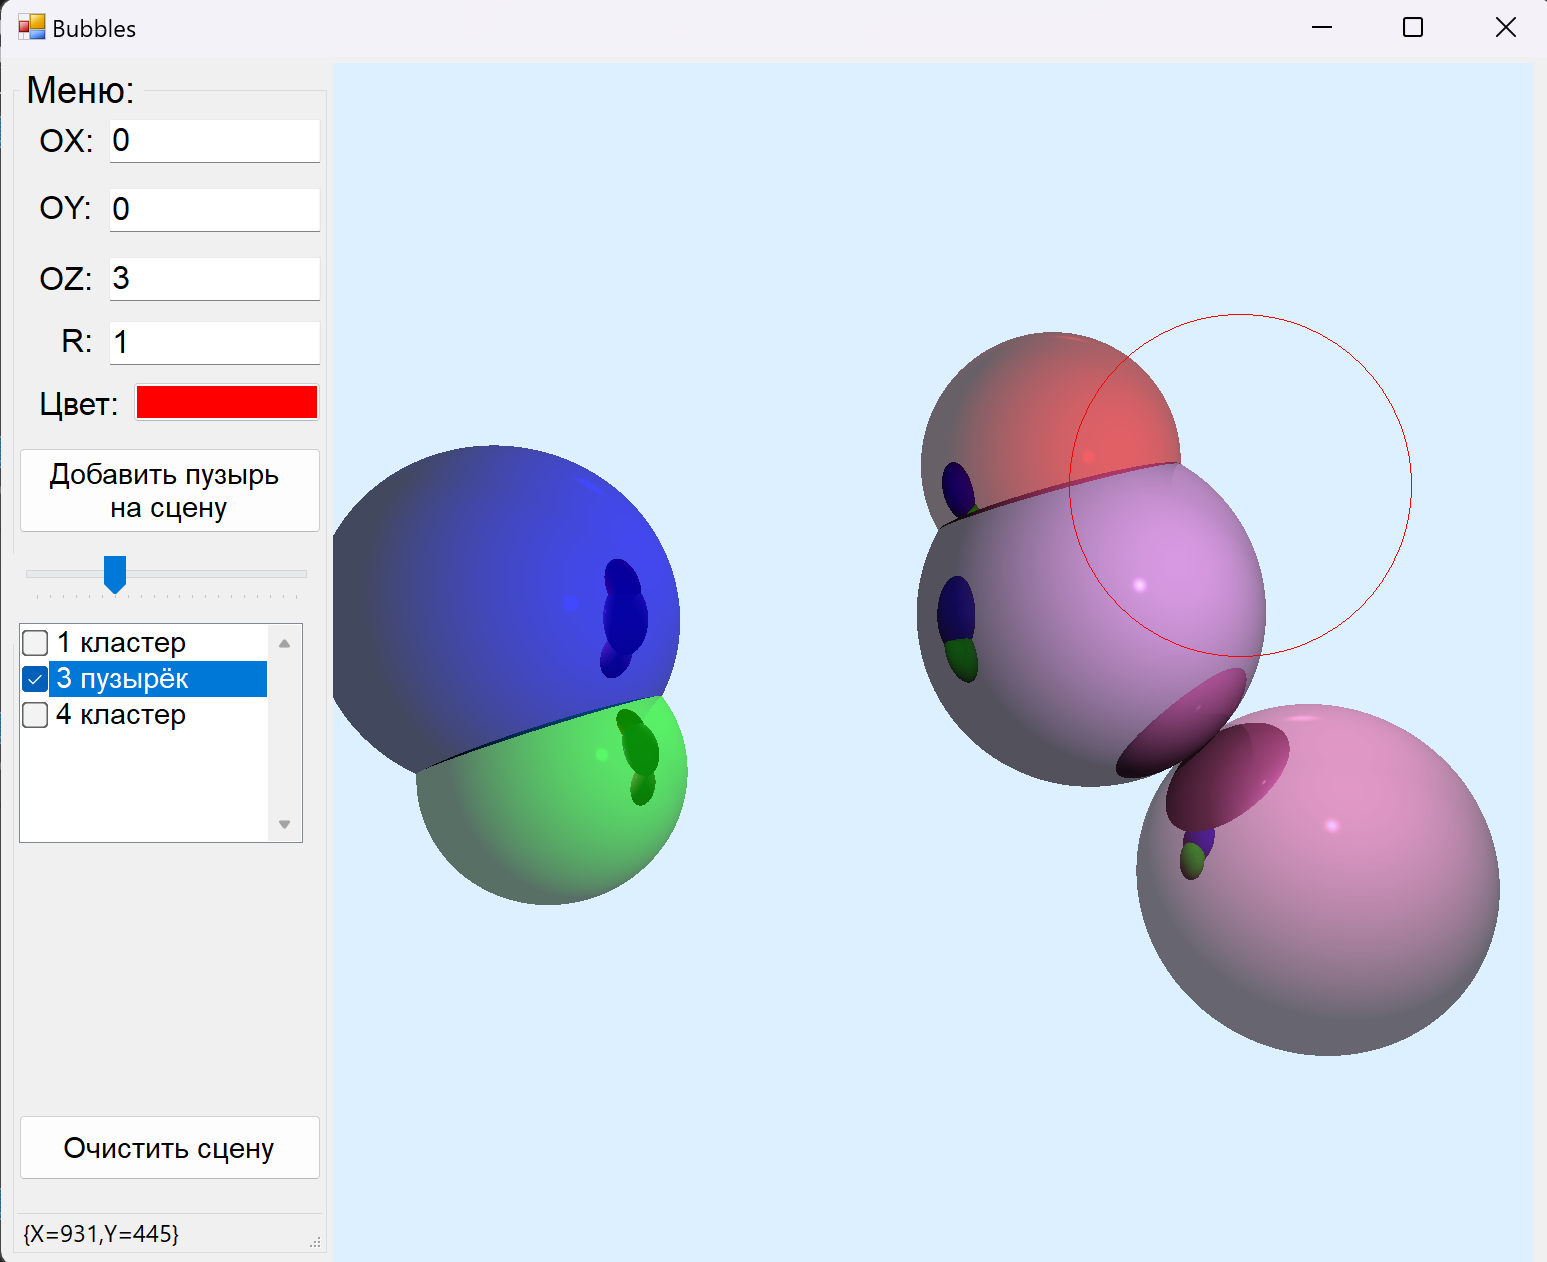 Bubbles
Меню:
OX: 0
OY: 0
OZ: 3
R: 1
Цвет:
Добавить пузырь
на сцену
1 кластер
3 пузырёк
4 кластер
Очистить сцену
{X=931,Y=445}